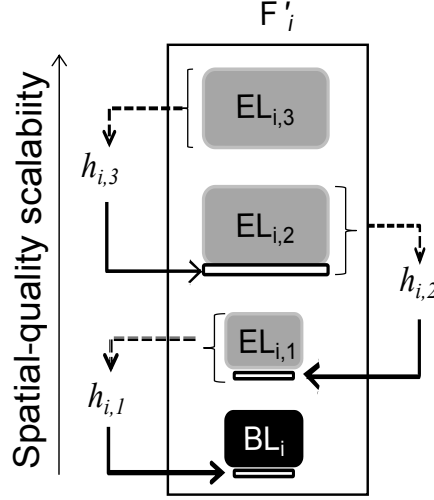 F'i
Spatial-quality scalability
ELi,3
hi,3
ELi,2
hi,2
ELi,1
hi,1
BLi